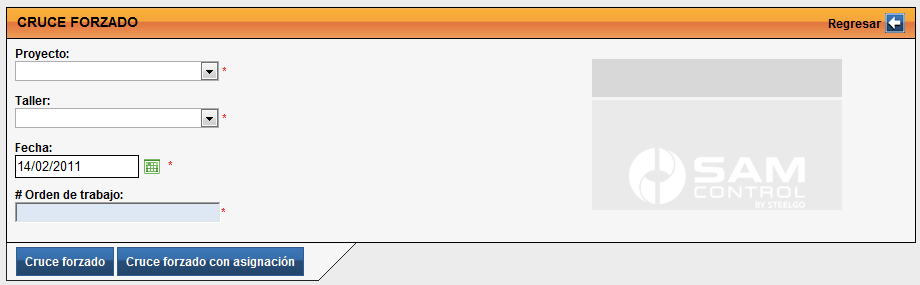 CRUCE FORZADO
Regresar
Proyecto:
*
Taller:
*
Fecha:
14/02/2011 *
# Orden de trabajo:
*
SAM
CONTROL
BY STEELGO
Cruce forzado
Cruce forzado con asignación